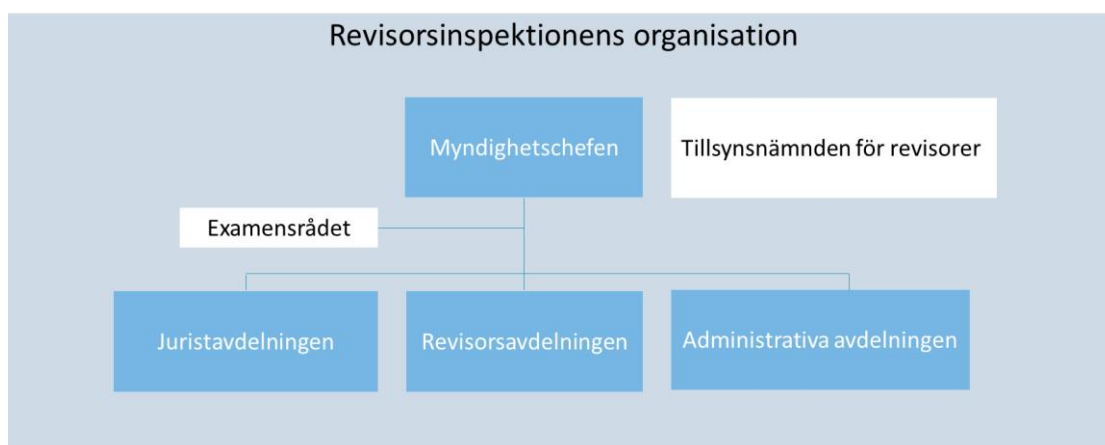 Revisorsinspektionens organisation
Myndighetschefen
Tillsynsnämnden för revisorer
Examensrådet
Juristavdelningen
Revisorsavdelningen
Administrativa avdelningen